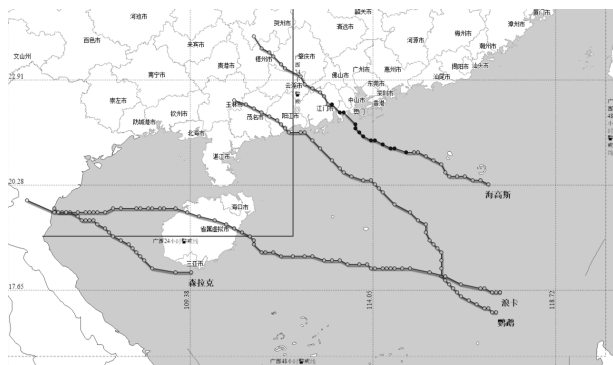 河池市
贺州市
韶关市
厦门市
漳州市
百色市
来宾市
清远市
河源市
梅州市
潮州市
文山州
梧州市
肇庆市
广州市
惠州市
揭阳市
汕头市
22.91
南宁市
贵港市
云浮市
佛山市
东莞市
汕尾市
崇左市
玉林市
江门市
中山市
深圳市
香港
钦州市
茂名市
阳江市
澳门
防城港市
北海市
湛江市
20.28
海口市
海高斯
省属虚拟市
广西24小时警戒线
三亚市
森拉克
17.65
109.38
114.05
118.72
浪卡
鹦鹉
广西48小时警戒线